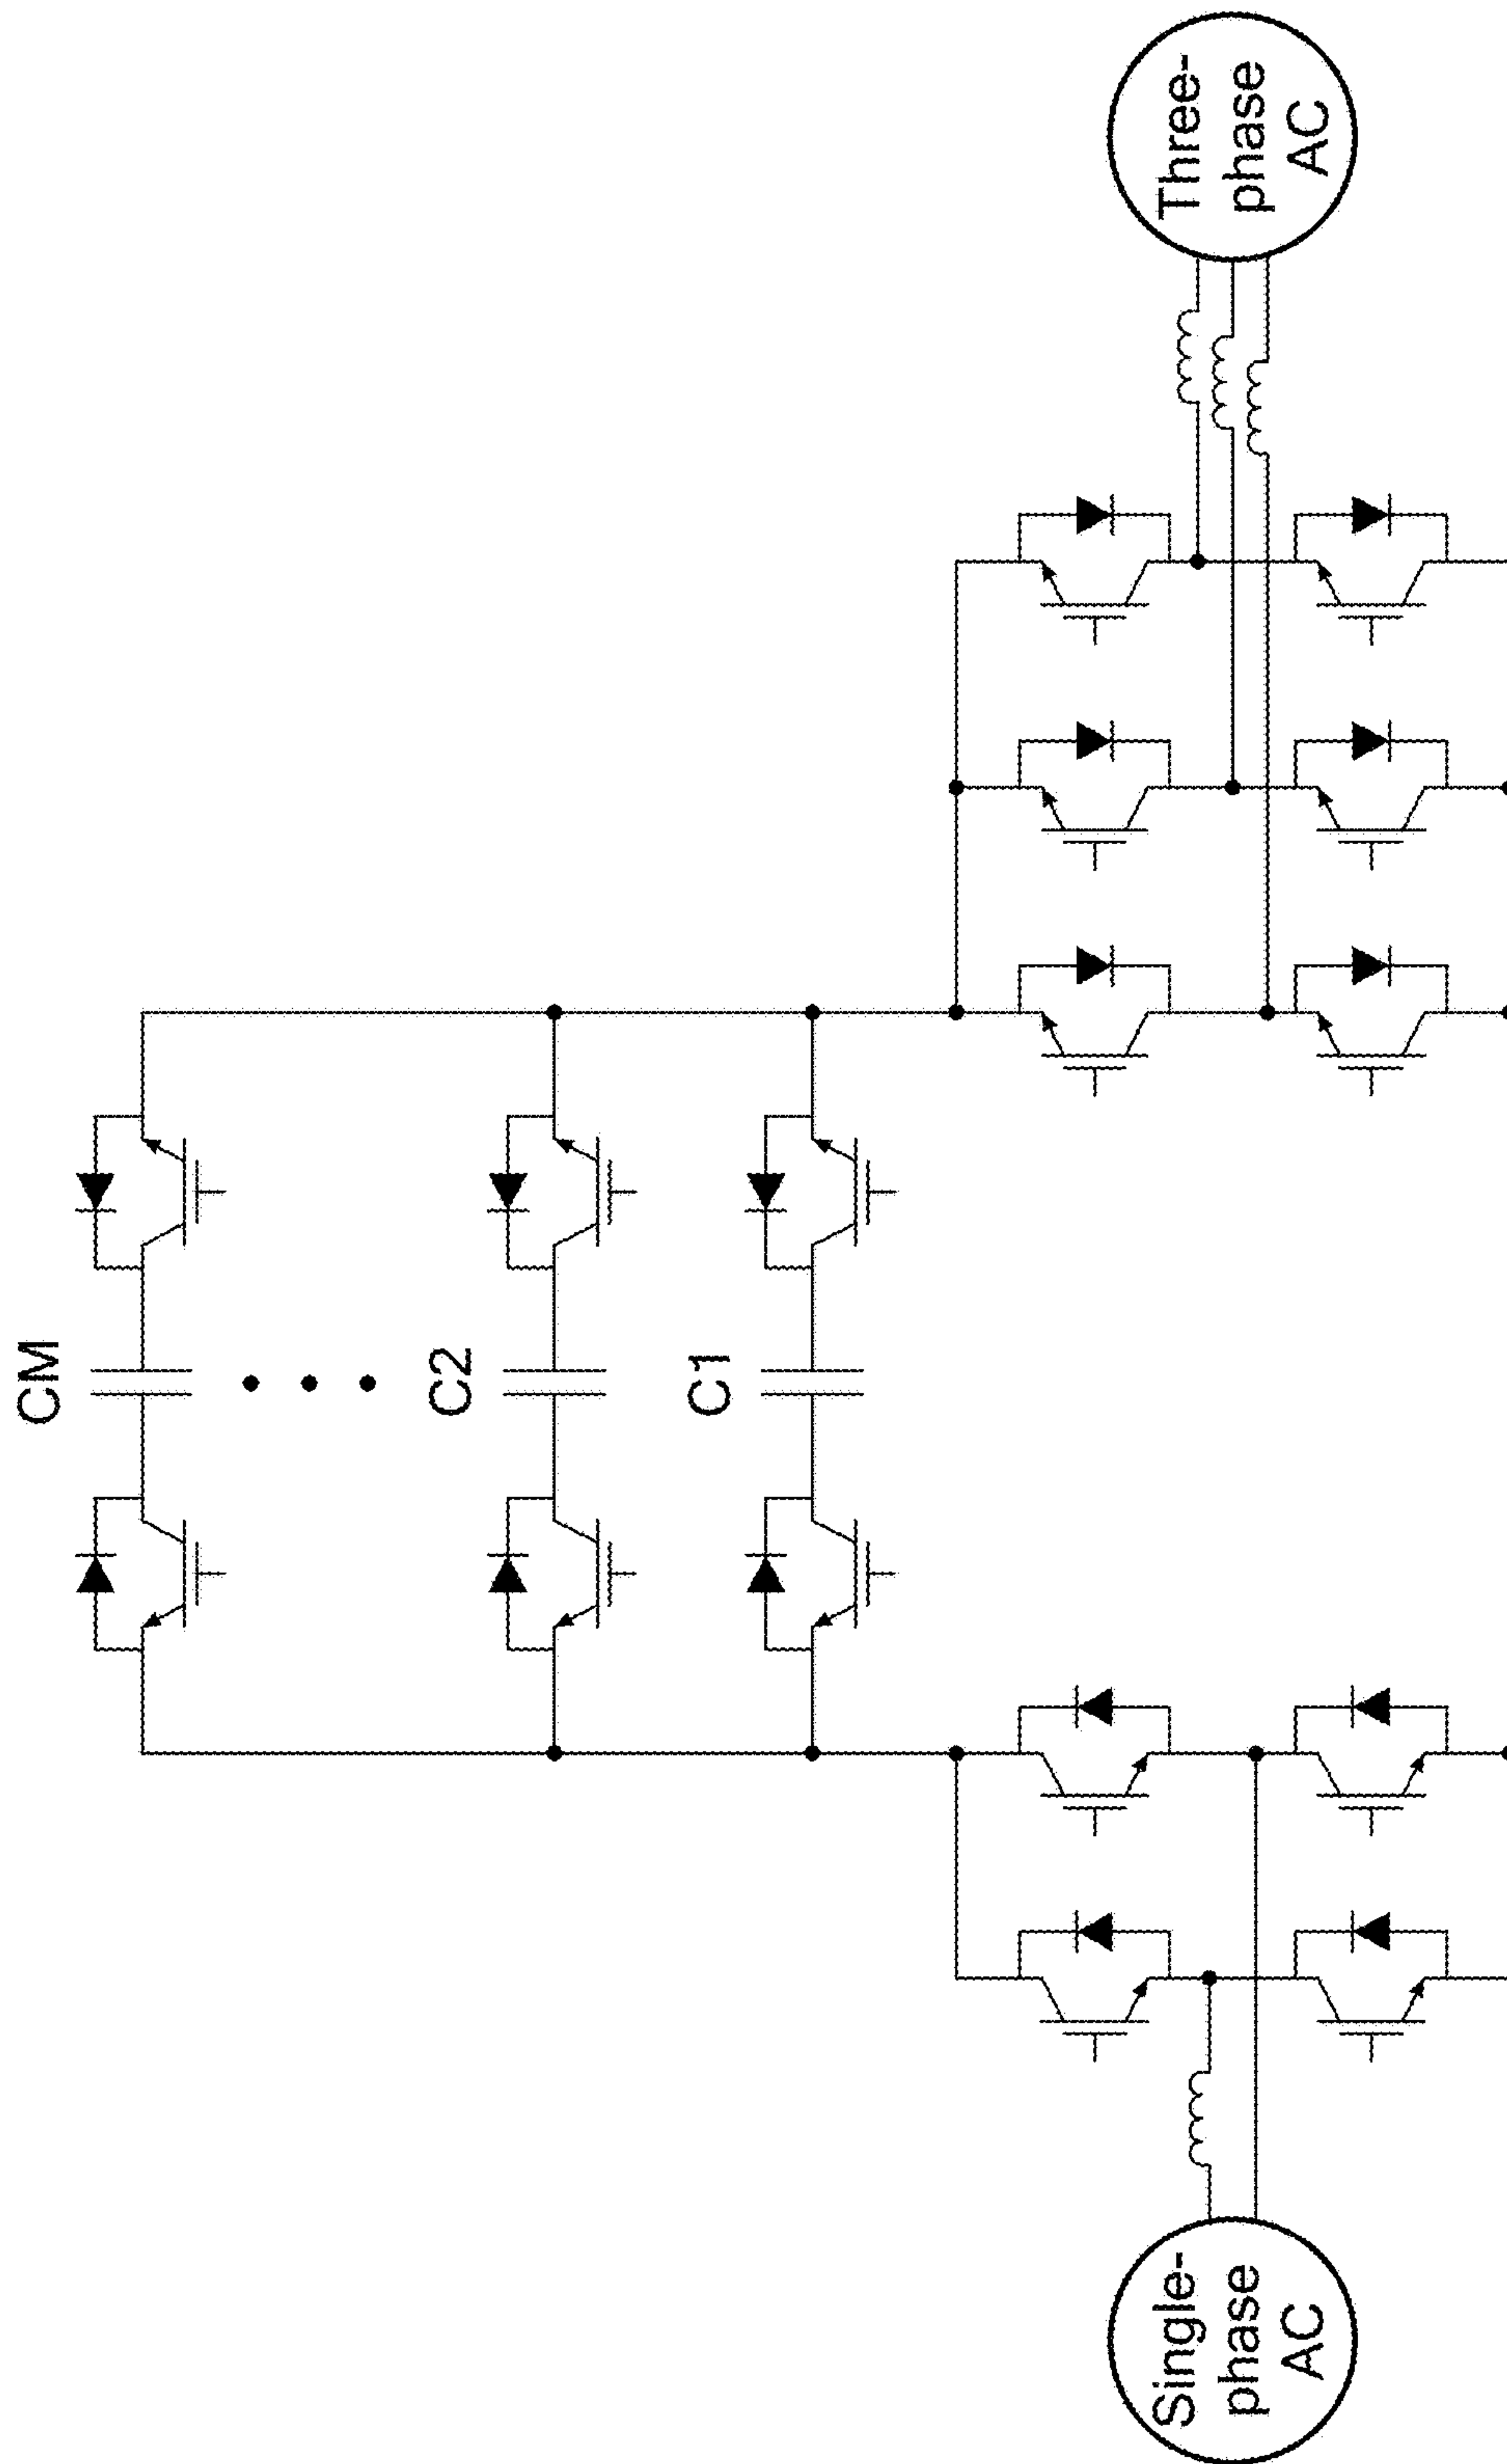 CM
C2
C1
Single-
phase
AC
Three-
phase
AC